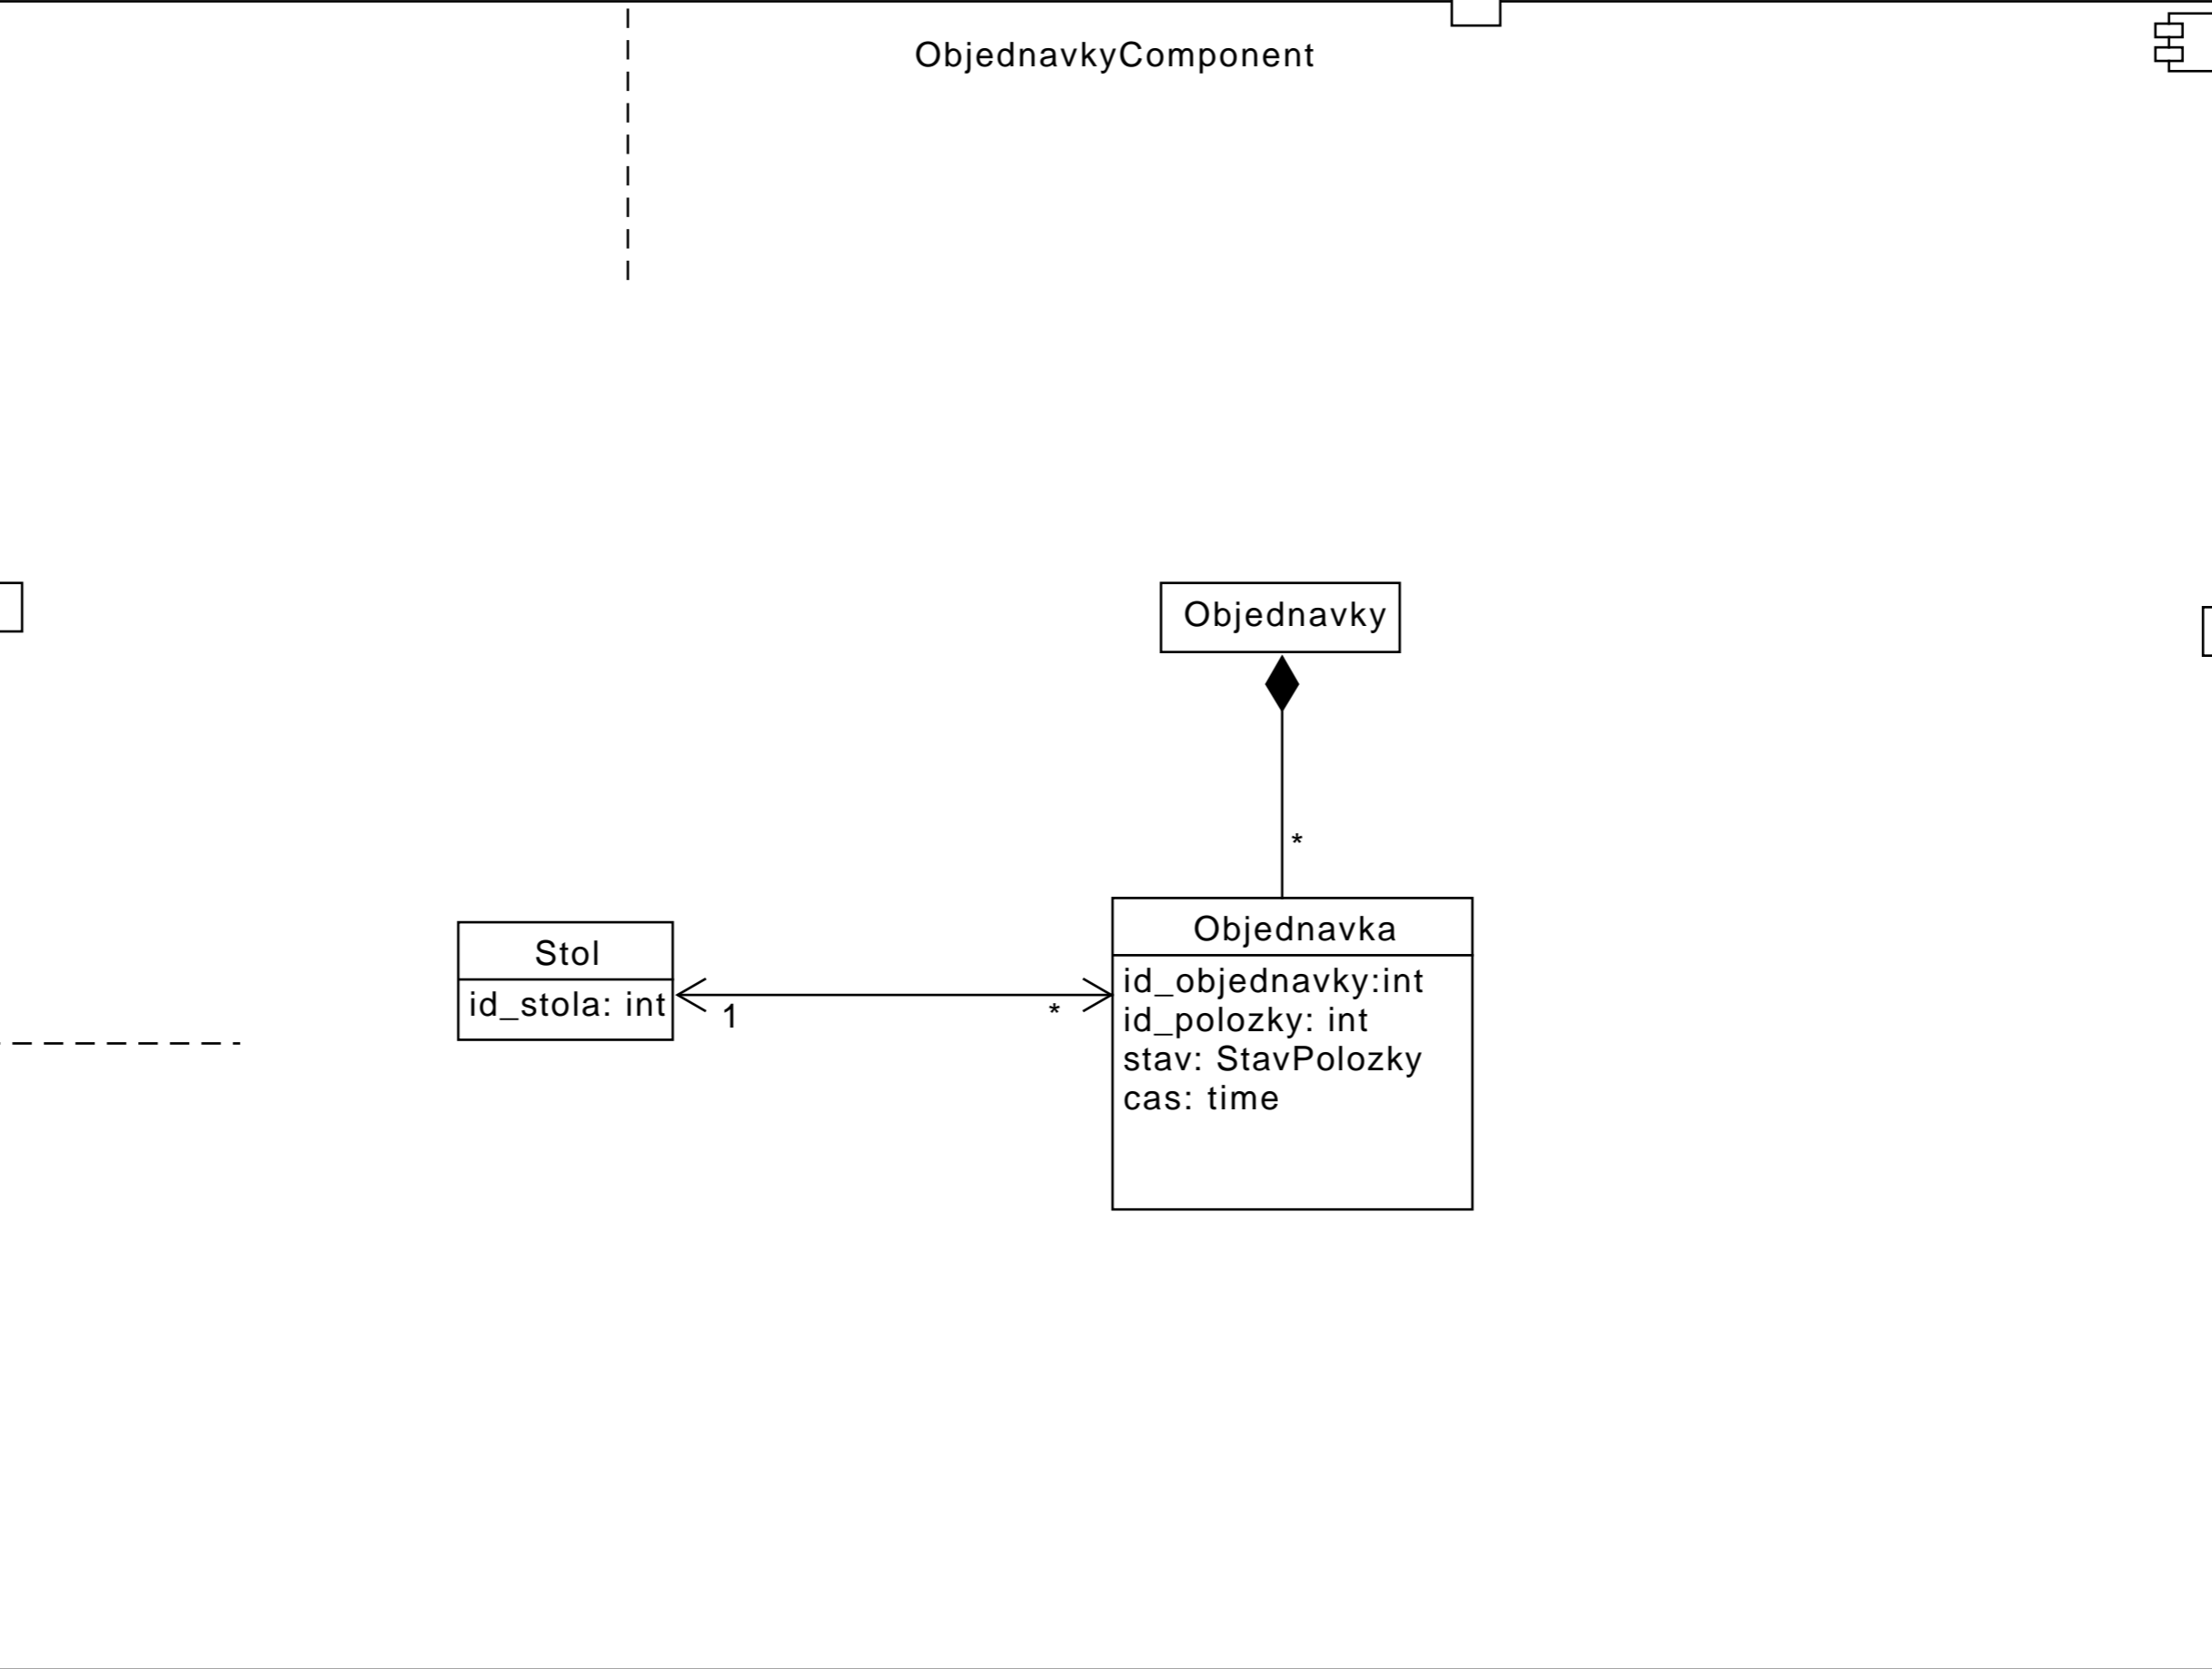 ObjednavkyComponent
Objednavky
*
Stol
id_stola: int
1
*
Objednavka
id_objednavky:int
id_polozky: int
stav: StavPolozky
cas: time